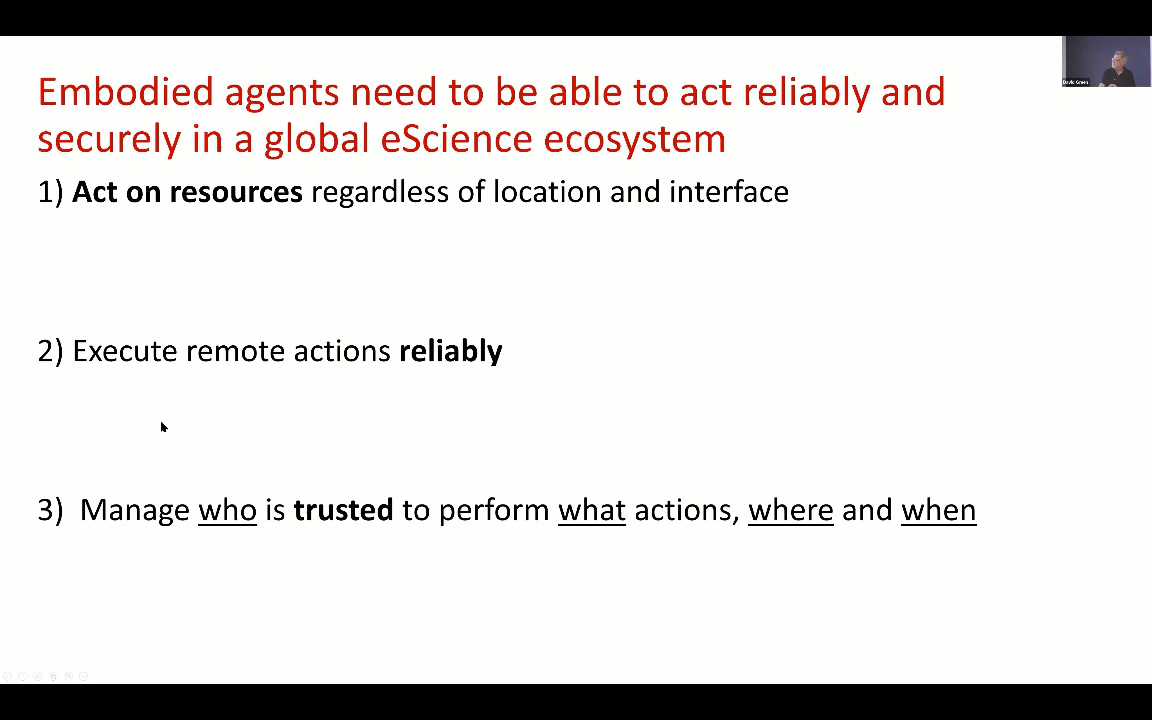 Embodied agents need to be able to act reliably and
securely in a global eScience ecosystem
1) Act on resources regardless of location and interface
2) Execute remote actions reliably
3) Manage who is trusted to perform what actions, where and when
David Green